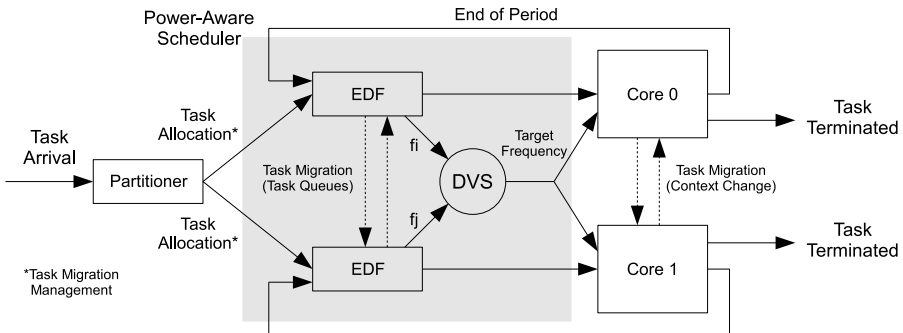 Power-Aware
Scheduler
End of Period
EDF
Core 0
Task
Allocation*
Task
Terminated
Task
Arrival
Target
Frequency
fi
Task Migration
(Task Queues)
Task Migration
(Context Change)
Partitioner
DVS
fj
Task
Allocation*
Task
Terminated
EDF
Core 1
*Task Migration
Management